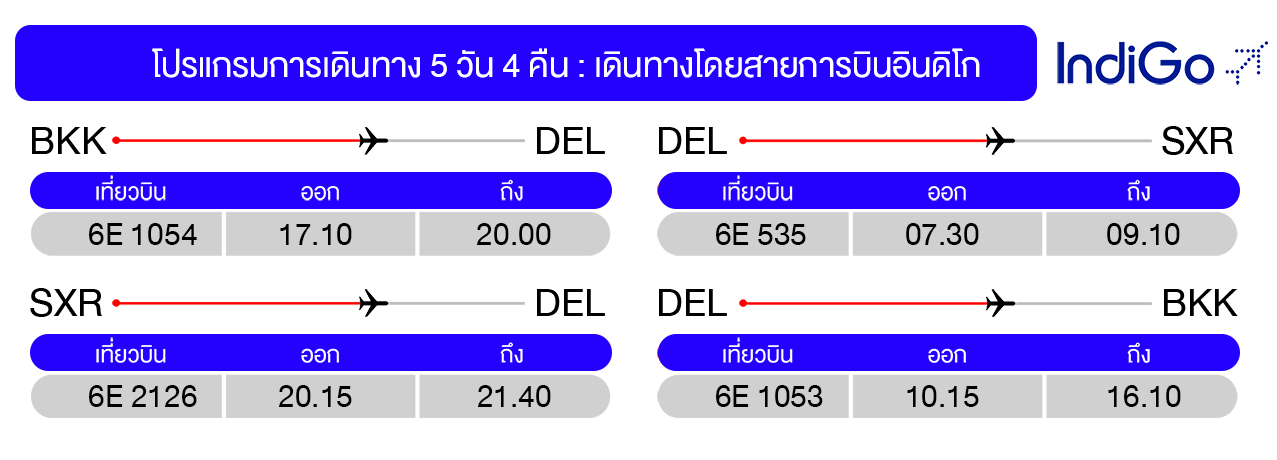 โปรแกรมการเดินทาง 5 วัน 4 คืน : เดินทางโดยสายการบินอินดิโก
IndiGo
BKK DEL
เที่ยวบิน ออก ถึง
6E 1054 17.10 20.00
DEL SXR
เที่ยวบิน ออก ถึง
6E 535 07.30 09.10
SXR DEL
เที่ยวบิน ออก ถึง
6E 2126 20.15 21.40
DEL BKK
เที่ยวบิน ออก ถึง
6E 1053 10.15 16.10